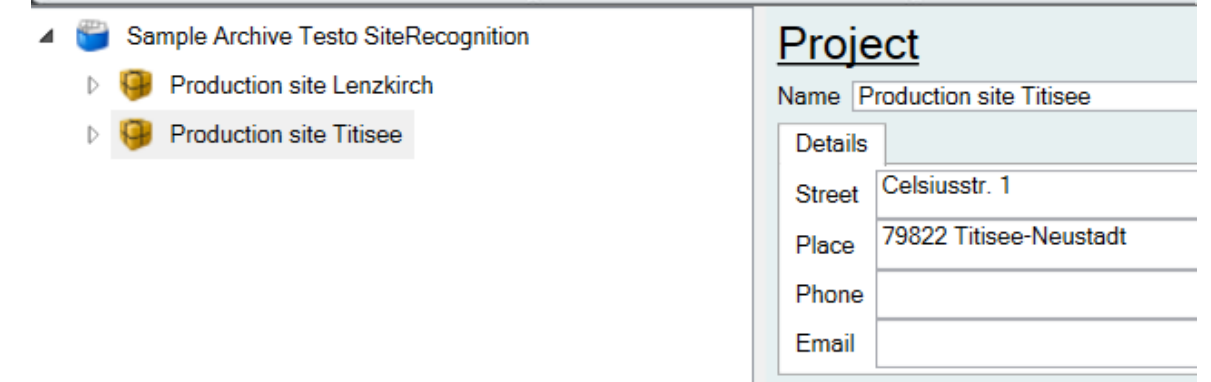 Sample Archive Testo SiteRecognition
Production site Lenzkirch
Production site Titisee
Project
Name Production site Titisee
Details
Street Celsiusstr. 1
Place 79822 Titisee-Neustadt
Phone
Email